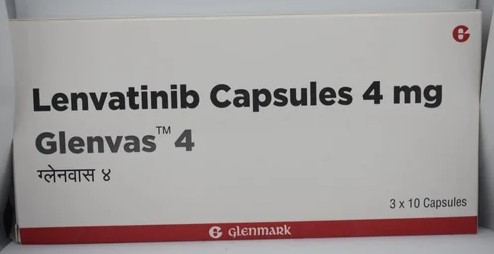 Lenvatinib Capsules 4 mg
Glenvas™ 4
ग्लेनवास ४
3 x 10 Capsules
glenmark